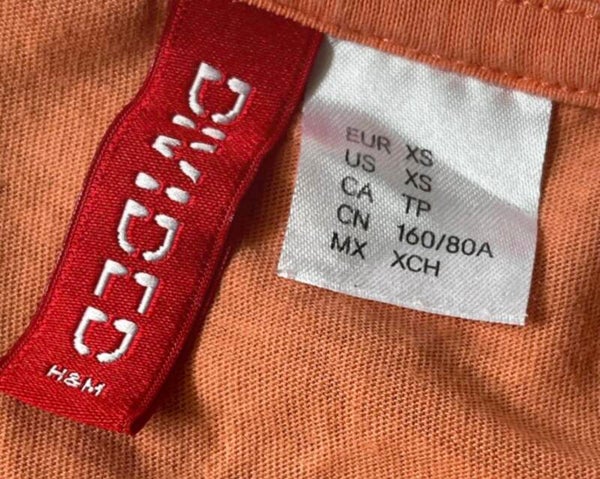 DIVIDED
H&M
EUR XS
US XS
CA TP
CN 160/80A
MX XCH